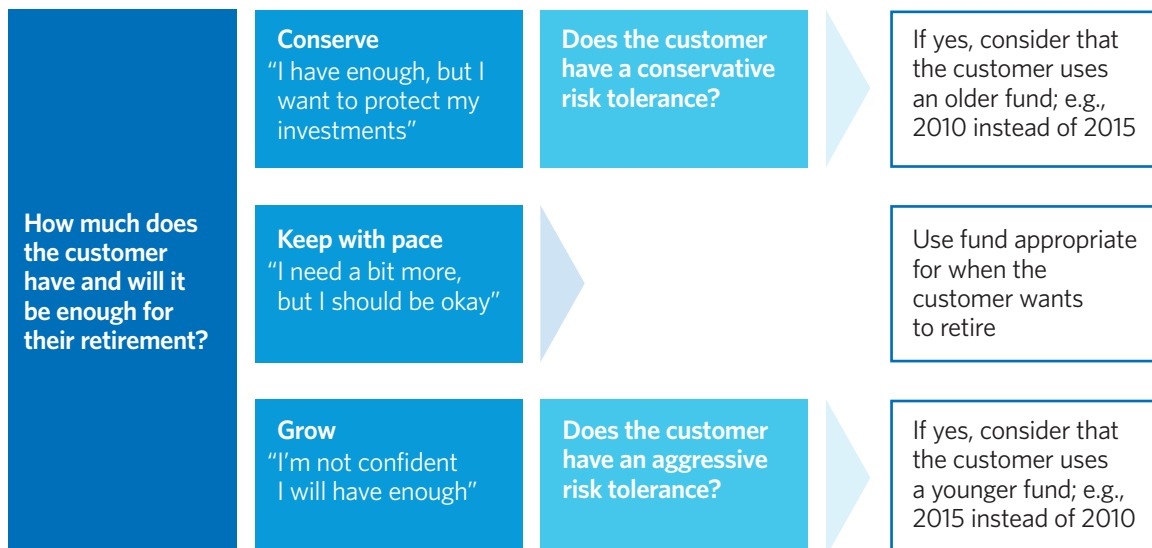 How much does
the customer
have and will it
be enough for
their retirement?
Conserve
“I have enough, but I
want to protect my
investments”
Does the customer
have a conservative
risk tolerance?
If yes, consider that
the customer uses
an older fund; e.g.,
2010 instead of 2015
Keep with pace
“I need a bit more,
but I should be okay”
Use fund appropriate
for when the
customer wants
to retire
Grow
“I’m not confident
I will have enough”
Does the customer
have an aggressive
risk tolerance?
If yes, consider that
the customer uses
a younger fund; e.g.,
2015 instead of 2010